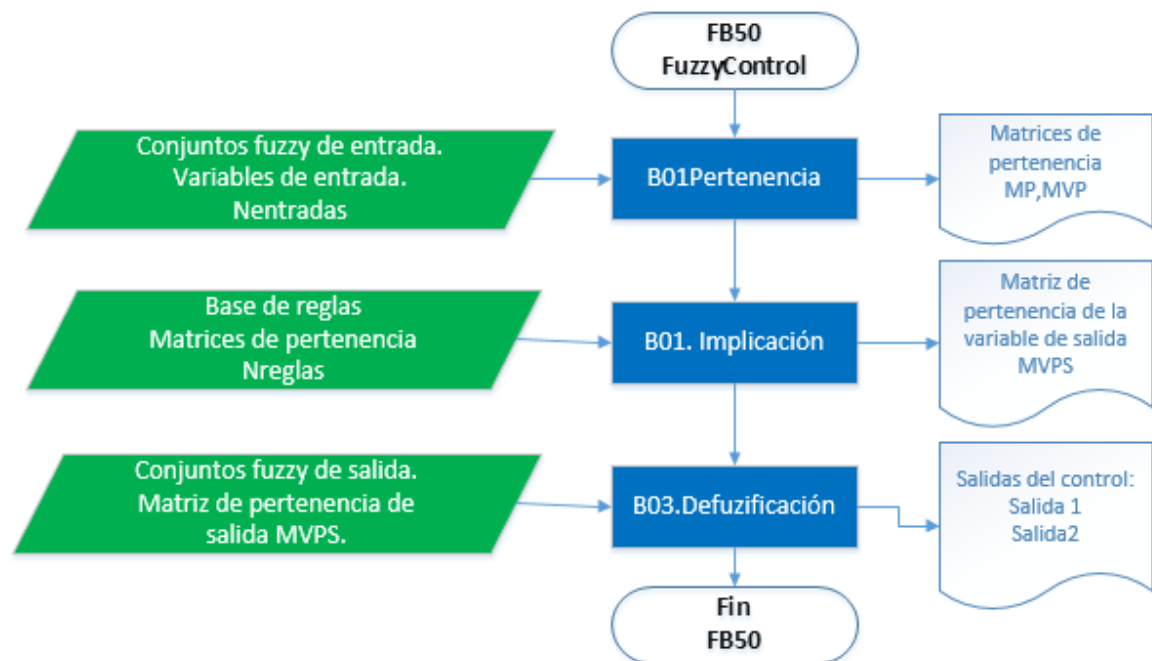 FB50
FuzzyControl
Conjuntos fuzzy de entrada.
Variables de entrada.
Nentradas
B01Pertenencia
Matrices de
pertenencia
MP,MVP
Base de reglas
Matrices de pertenencia
Nreglas
B01. Implicación
Matriz de
pertenencia de la
variable de salida
MVPS
Conjuntos fuzzy de salida.
Matriz de pertenencia de
salida MVPS.
B03.Defuzificación
Salidas del control:
Salida 1
Salida2
Fin
FB50